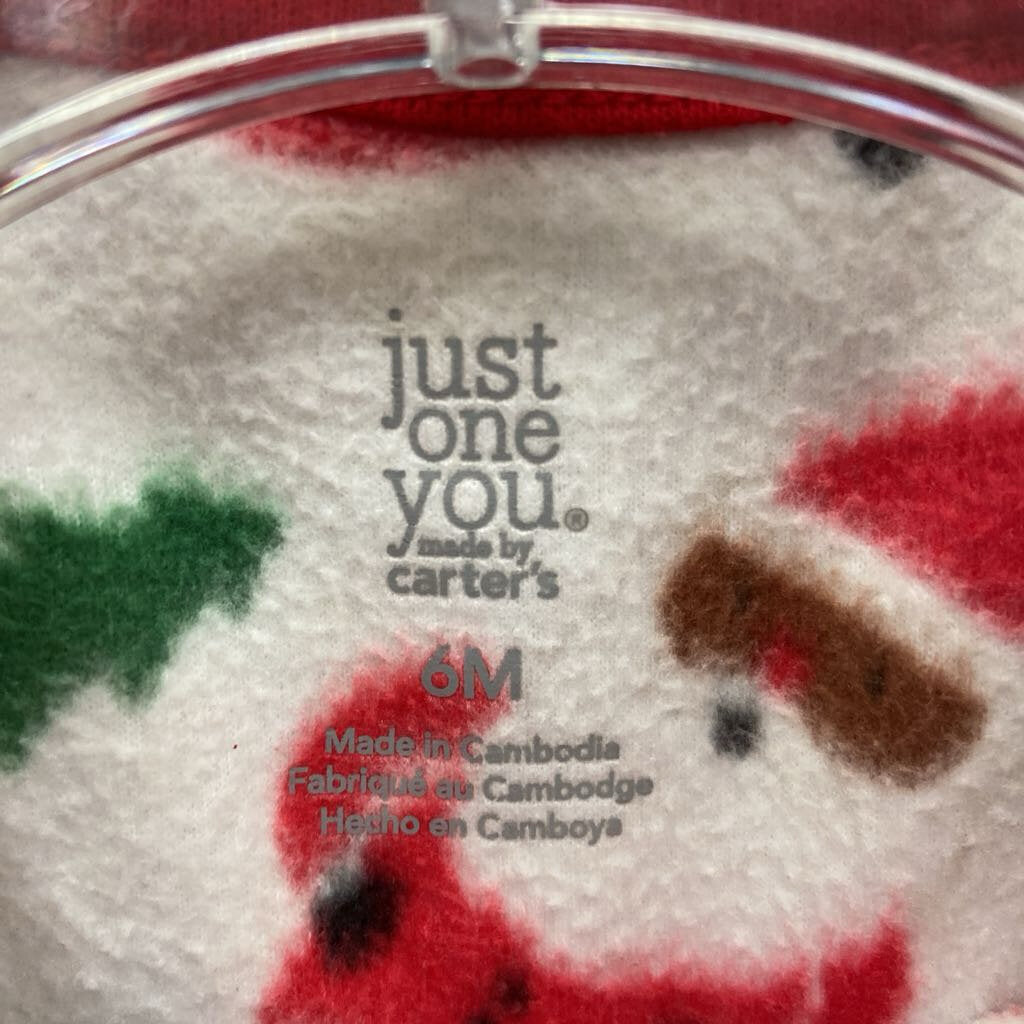 just
one
you®
made by
carter's
6M
Made in Cambodia
Fabriqué au Cambodge
Hecho en Camboya